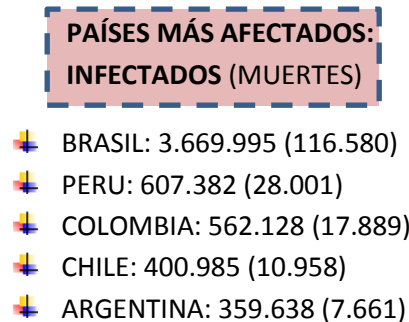 PAÍSES MÁS AFECTADOS:
INFECTADOS (MUERTES)
BRASIL: 3.669.995 (116.580)
PERU: 607.382 (28.001)
COLOMBIA: 562.128 (17.889)
CHILE: 400.985 (10.958)
ARGENTINA: 359.638 (7.661)